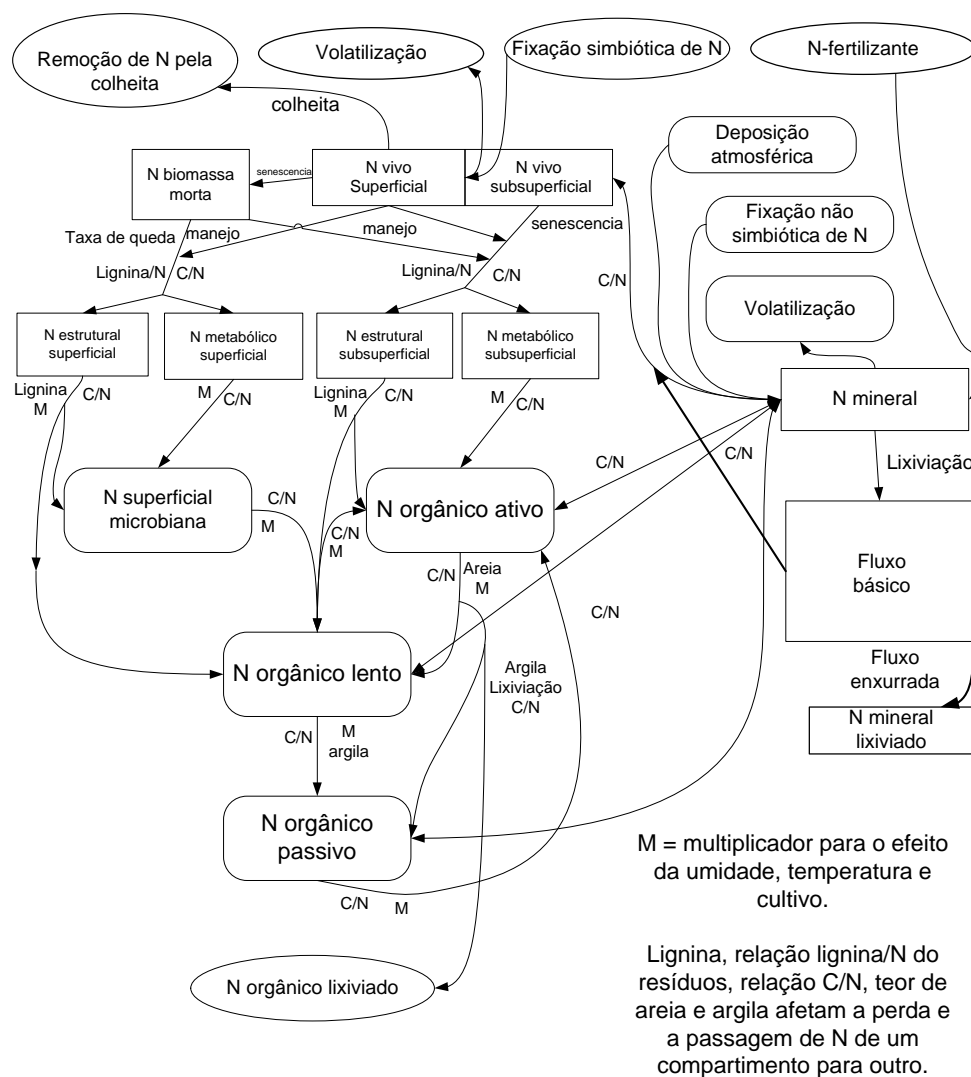 Remoção de N pela
colheita
Volatilização
Fixação simbiótica de N
N-fertilizante
colheita
Deposição
atmosférica
N biomassa
morta
senescencia
N vivo
Superficial
N vivo
subsuperficial
Fixação não
simbiótica de N
Taxa de queda
manejo
manejo
senescencia
Lignina/N
C/N
Lignina/N
C/N
C/N
Volatilização
N estrutural
superficial
N metabólico
superficial
N estrutural
subsuperficial
N metabólico
subsuperficial
Lignina
M
C/N
M
C/N
Lignina
M
C/N
M
C/N
N mineral
C/N
C/N
Lixiviação
N superficial
microbiana
C/N
M
C/N
M
N orgânico ativo
C/N
Areia
M
Fluxo
básico
C/N
N orgânico lento
Argila
Lixiviação
C/N
Fluxo
enxurrada
N mineral
lixiviado
C/N
M
argila
N orgânico
passivo
C/N
M
N orgânico lixiviado
M = multiplicador para o efeito
da umidade, temperatura e
cultivo.
Lignina, relação lignina/N do
resíduos, relação C/N, teor de
areia e argila afetam a perda e
a passagem de N de um
compartimento para outro.